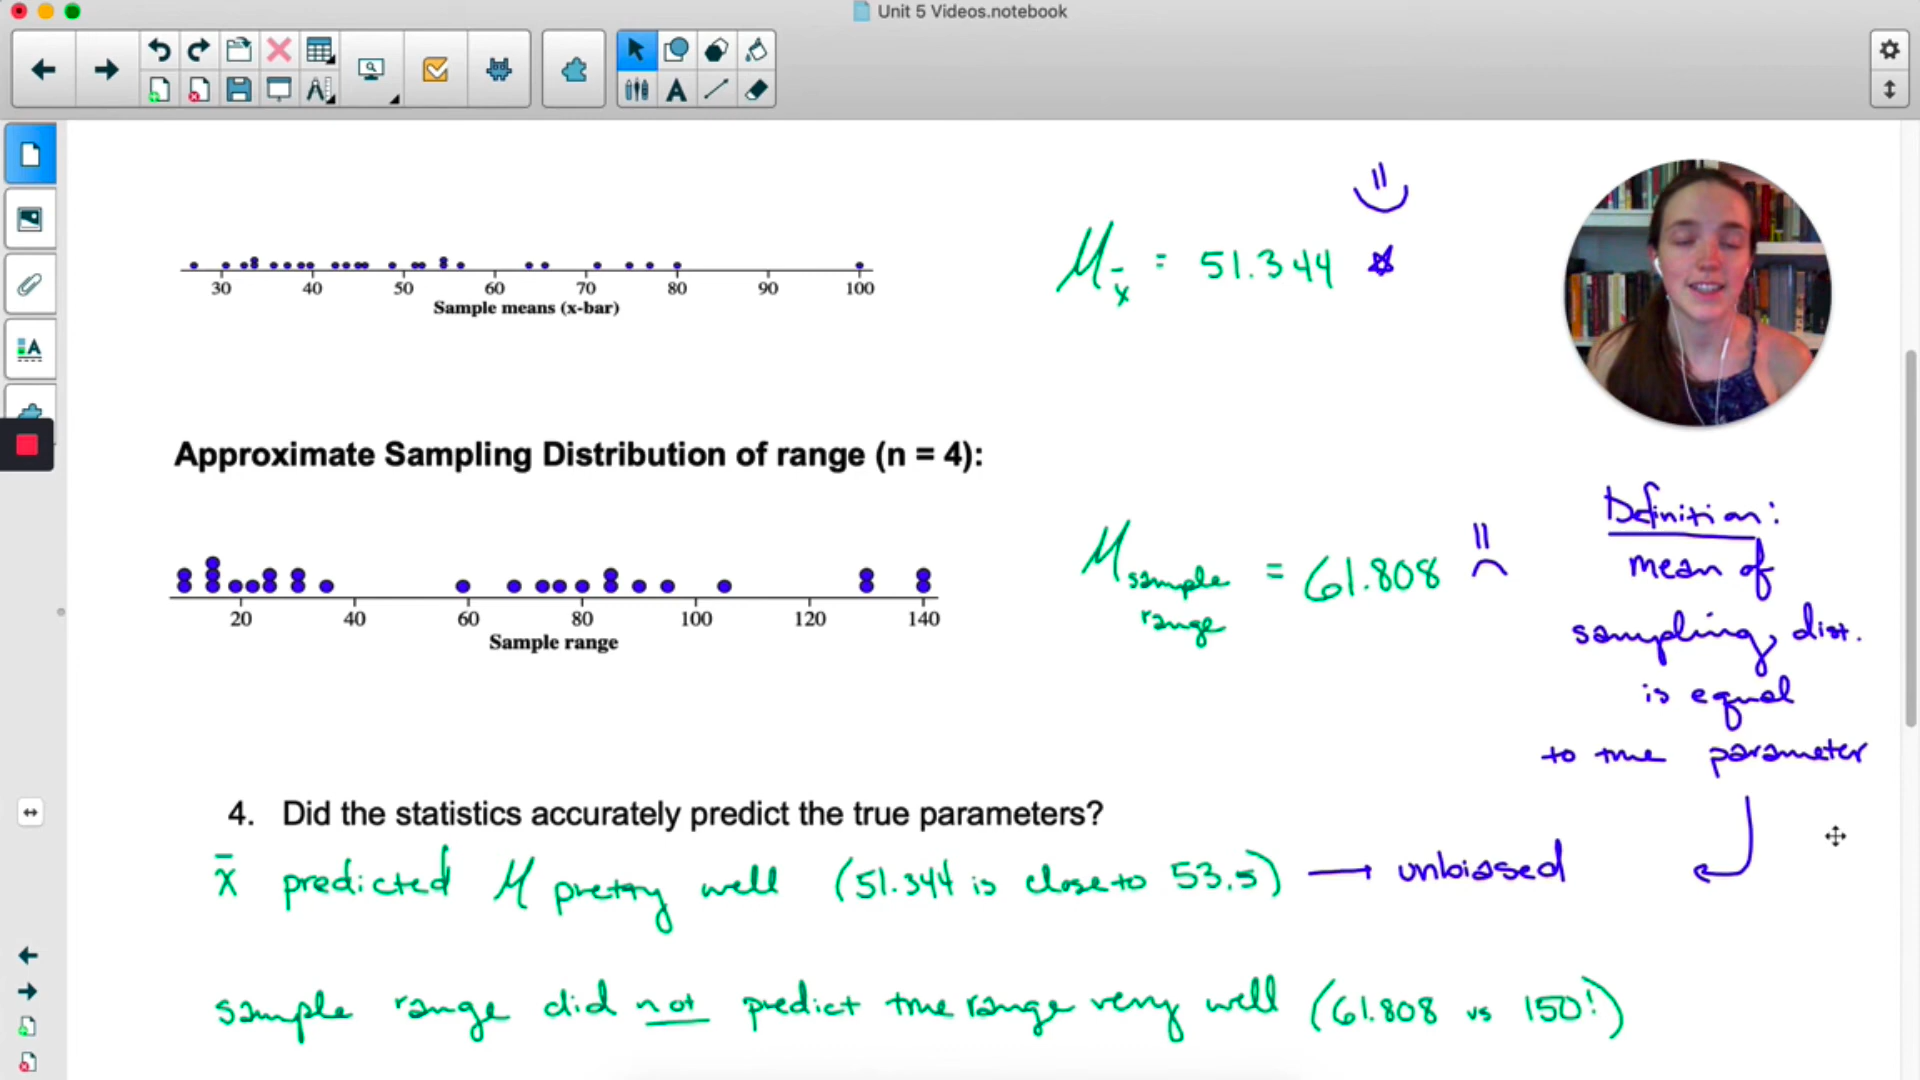 Unit 5 Videos.notebook
μx̄ = 51.344
30 40 50 60 70 80 90 100
Sample means (x-bar)
Approximate Sampling Distribution of range (n = 4):
μsample range = 61.808
20 40 60 80 100 120 140
Sample range
Definition:
mean of
sampling dist.
is equal
to true parameter
4. Did the statistics accurately predict the true parameters?
x̄ predicted μ pretty well (51.344 is close to 53.5) → unbiased
sample range did not predict true range very well (61.808 vs 150!)